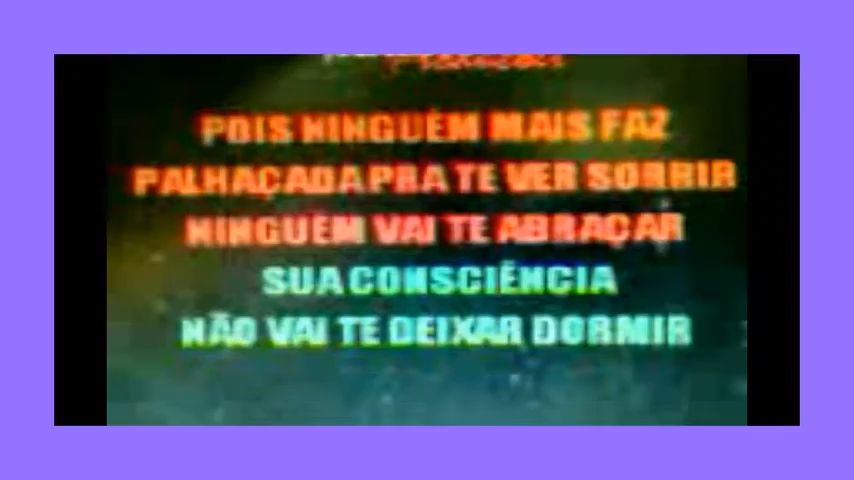 POIS NINGUÉM MAIS FAZ
PALHAÇADA PRA TE VER SORRIR
NINGUÉM VAI TE ABRAÇAR
SUA CONSCIÊNCIA
NÃO VAI TE DEIXAR DORMIR